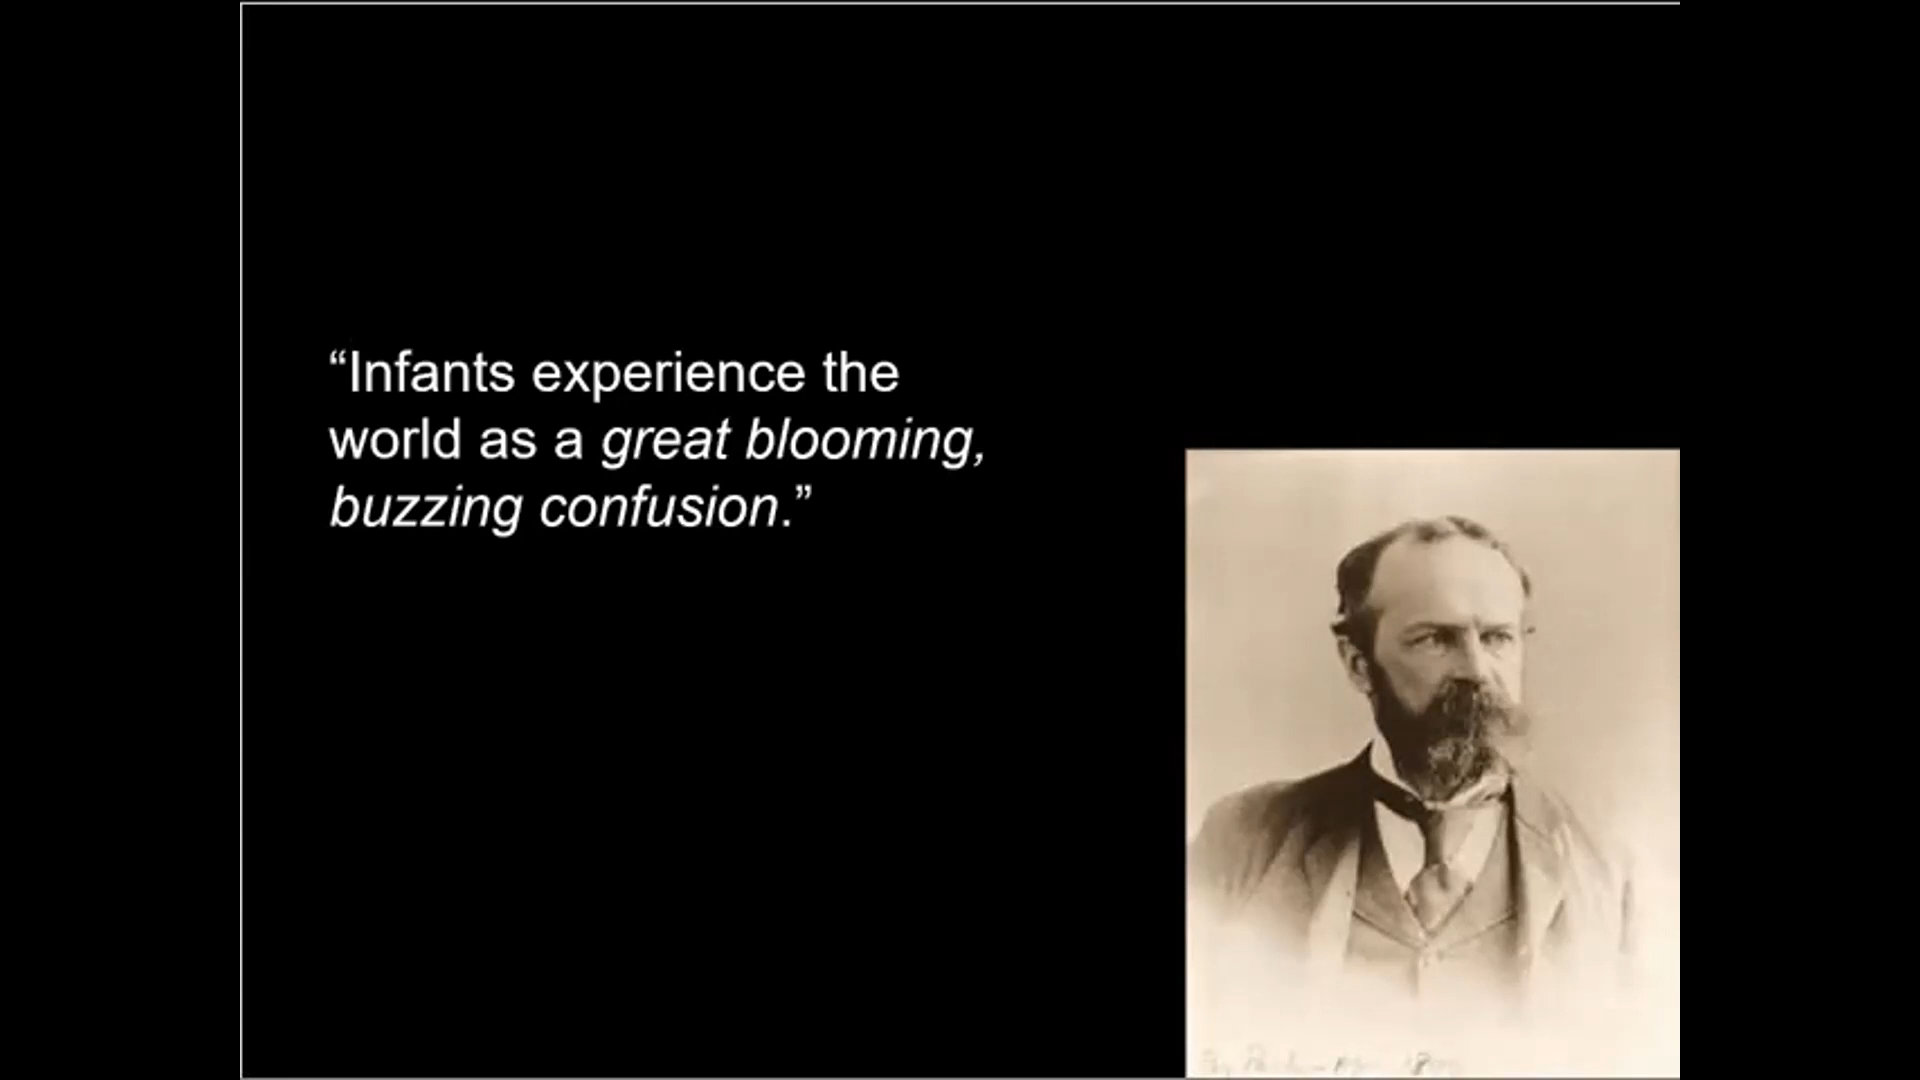 “Infants experience the
world as a great blooming,
buzzing confusion.”